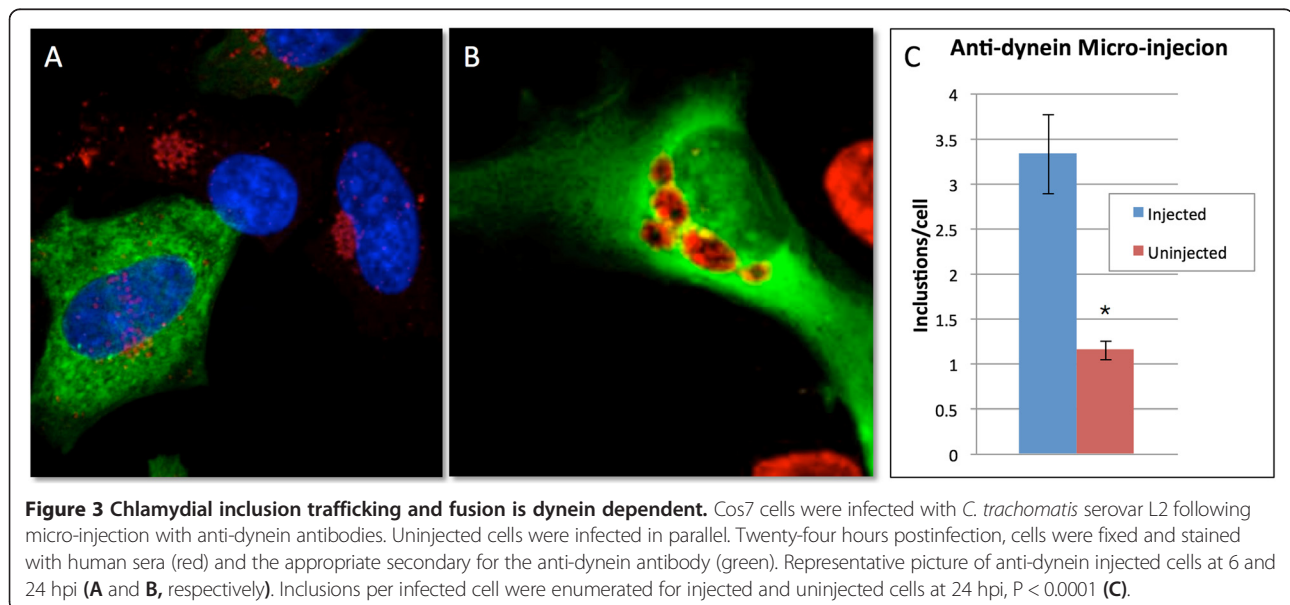 A
B
C
Anti-dynein Micro-injecion
4
3.5
3
2.5
2
1.5
1
0.5
0
Inclustions/cell
Injected
Uninjected
*
Figure 3 Chlamydial inclusion trafficking and fusion is dynein dependent. Cos7 cells were infected with C. trachomatis serovar L2 following
micro-injection with anti-dynein antibodies. Uninjected cells were infected in parallel. Twenty-four hours postinfection, cells were fixed and stained
with human sera (red) and the appropriate secondary for the anti-dynein antibody (green). Representative picture of anti-dynein injected cells at 6 and
24 hpi (A and B, respectively). Inclusions per infected cell were enumerated for injected and uninjected cells at 24 hpi, P < 0.0001 (C).